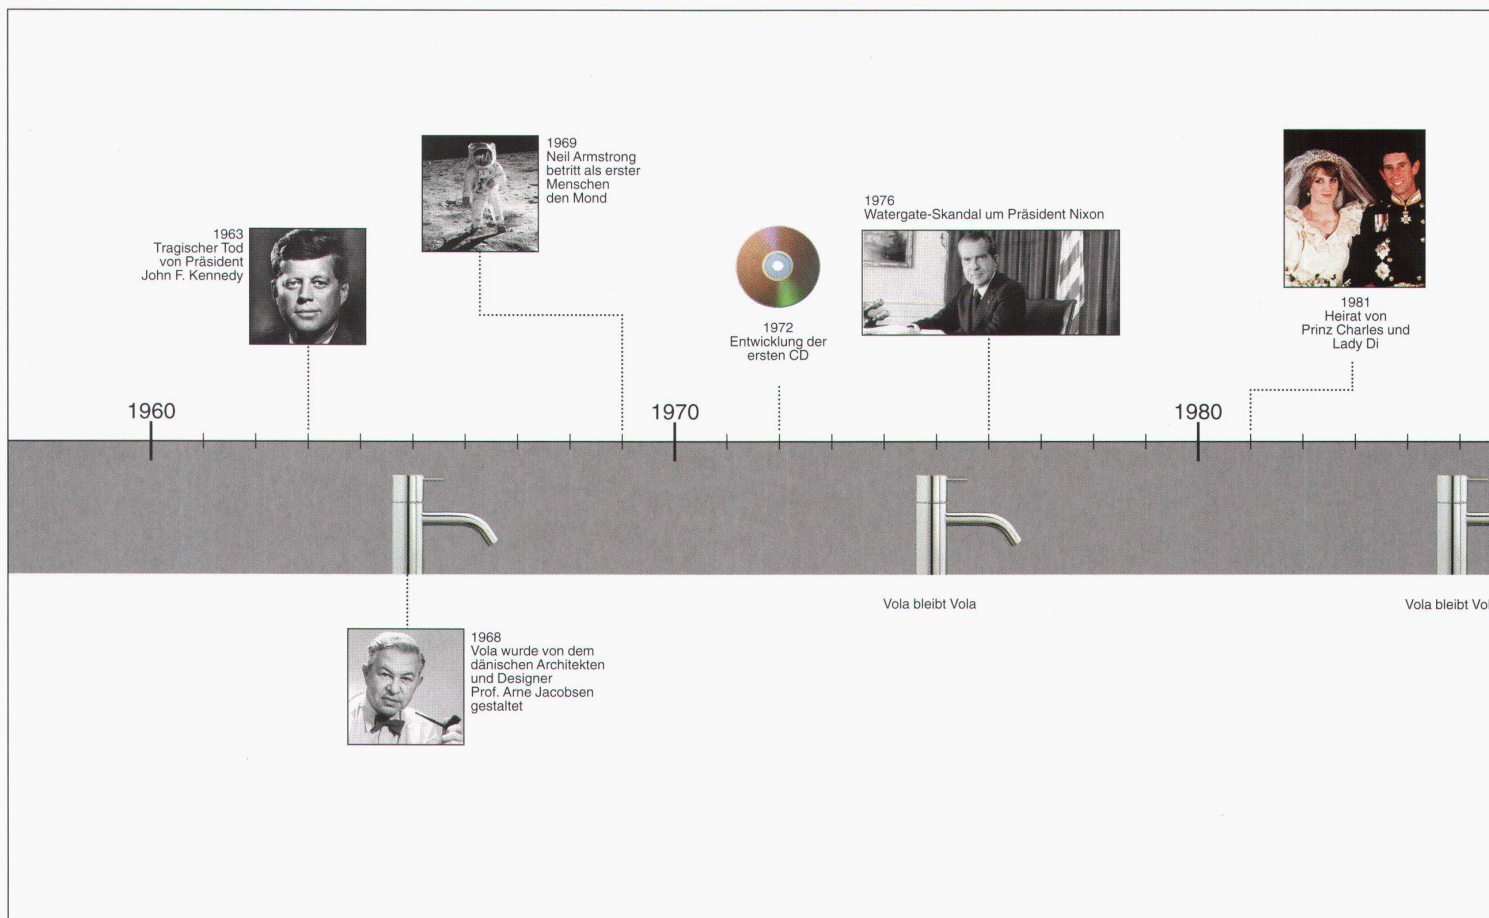 1963
Tragischer Tod
von Präsident
John F. Kennedy
1969
Neil Armstrong
betritt als erster
Menschen
den Mond
1972
Entwicklung der
ersten CD
1976
Watergate-Skandal um Präsident Nixon
1981
Heirat von
Prinz Charles und
Lady Di
1960
1970
1980
Vola bleibt Vola
Vola bleibt Vol
1968
Vola wurde von dem
dänischen Architekten
und Designer
Prof. Arne Jacobsen
gestaltet